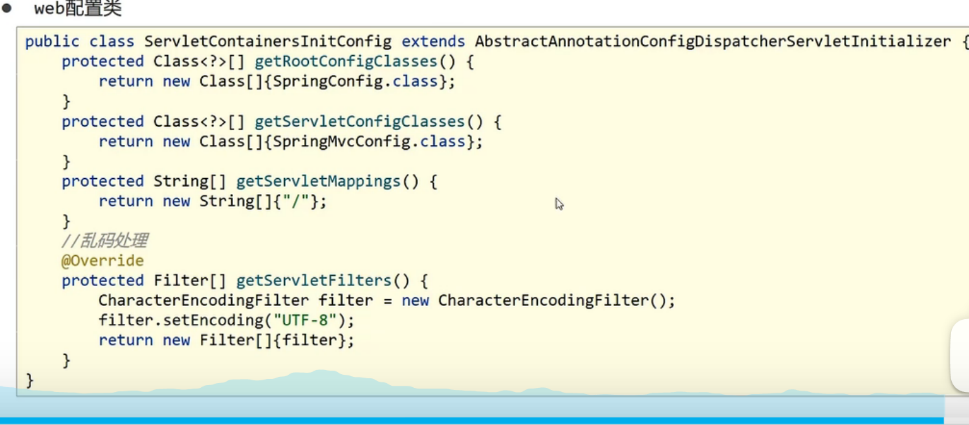 ● web配置类
public class ServletContainersInitConfig extends AbstractAnnotationConfigDispatcherServletInitializer {
    protected Class<?>[] getRootConfigClasses() {
        return new Class[]{SpringConfig.class};
    }
    protected Class<?>[] getServletConfigClasses() {
        return new Class[]{SpringMvcConfig.class};
    }
    protected String[] getServletMappings() {
        return new String[]{"/"};
    }
    //乱码处理
    @Override
    protected Filter[] getServletFilters() {
        CharacterEncodingFilter filter = new CharacterEncodingFilter();
        filter.setEncoding("UTF-8");
        return new Filter[]{filter};
    }
}